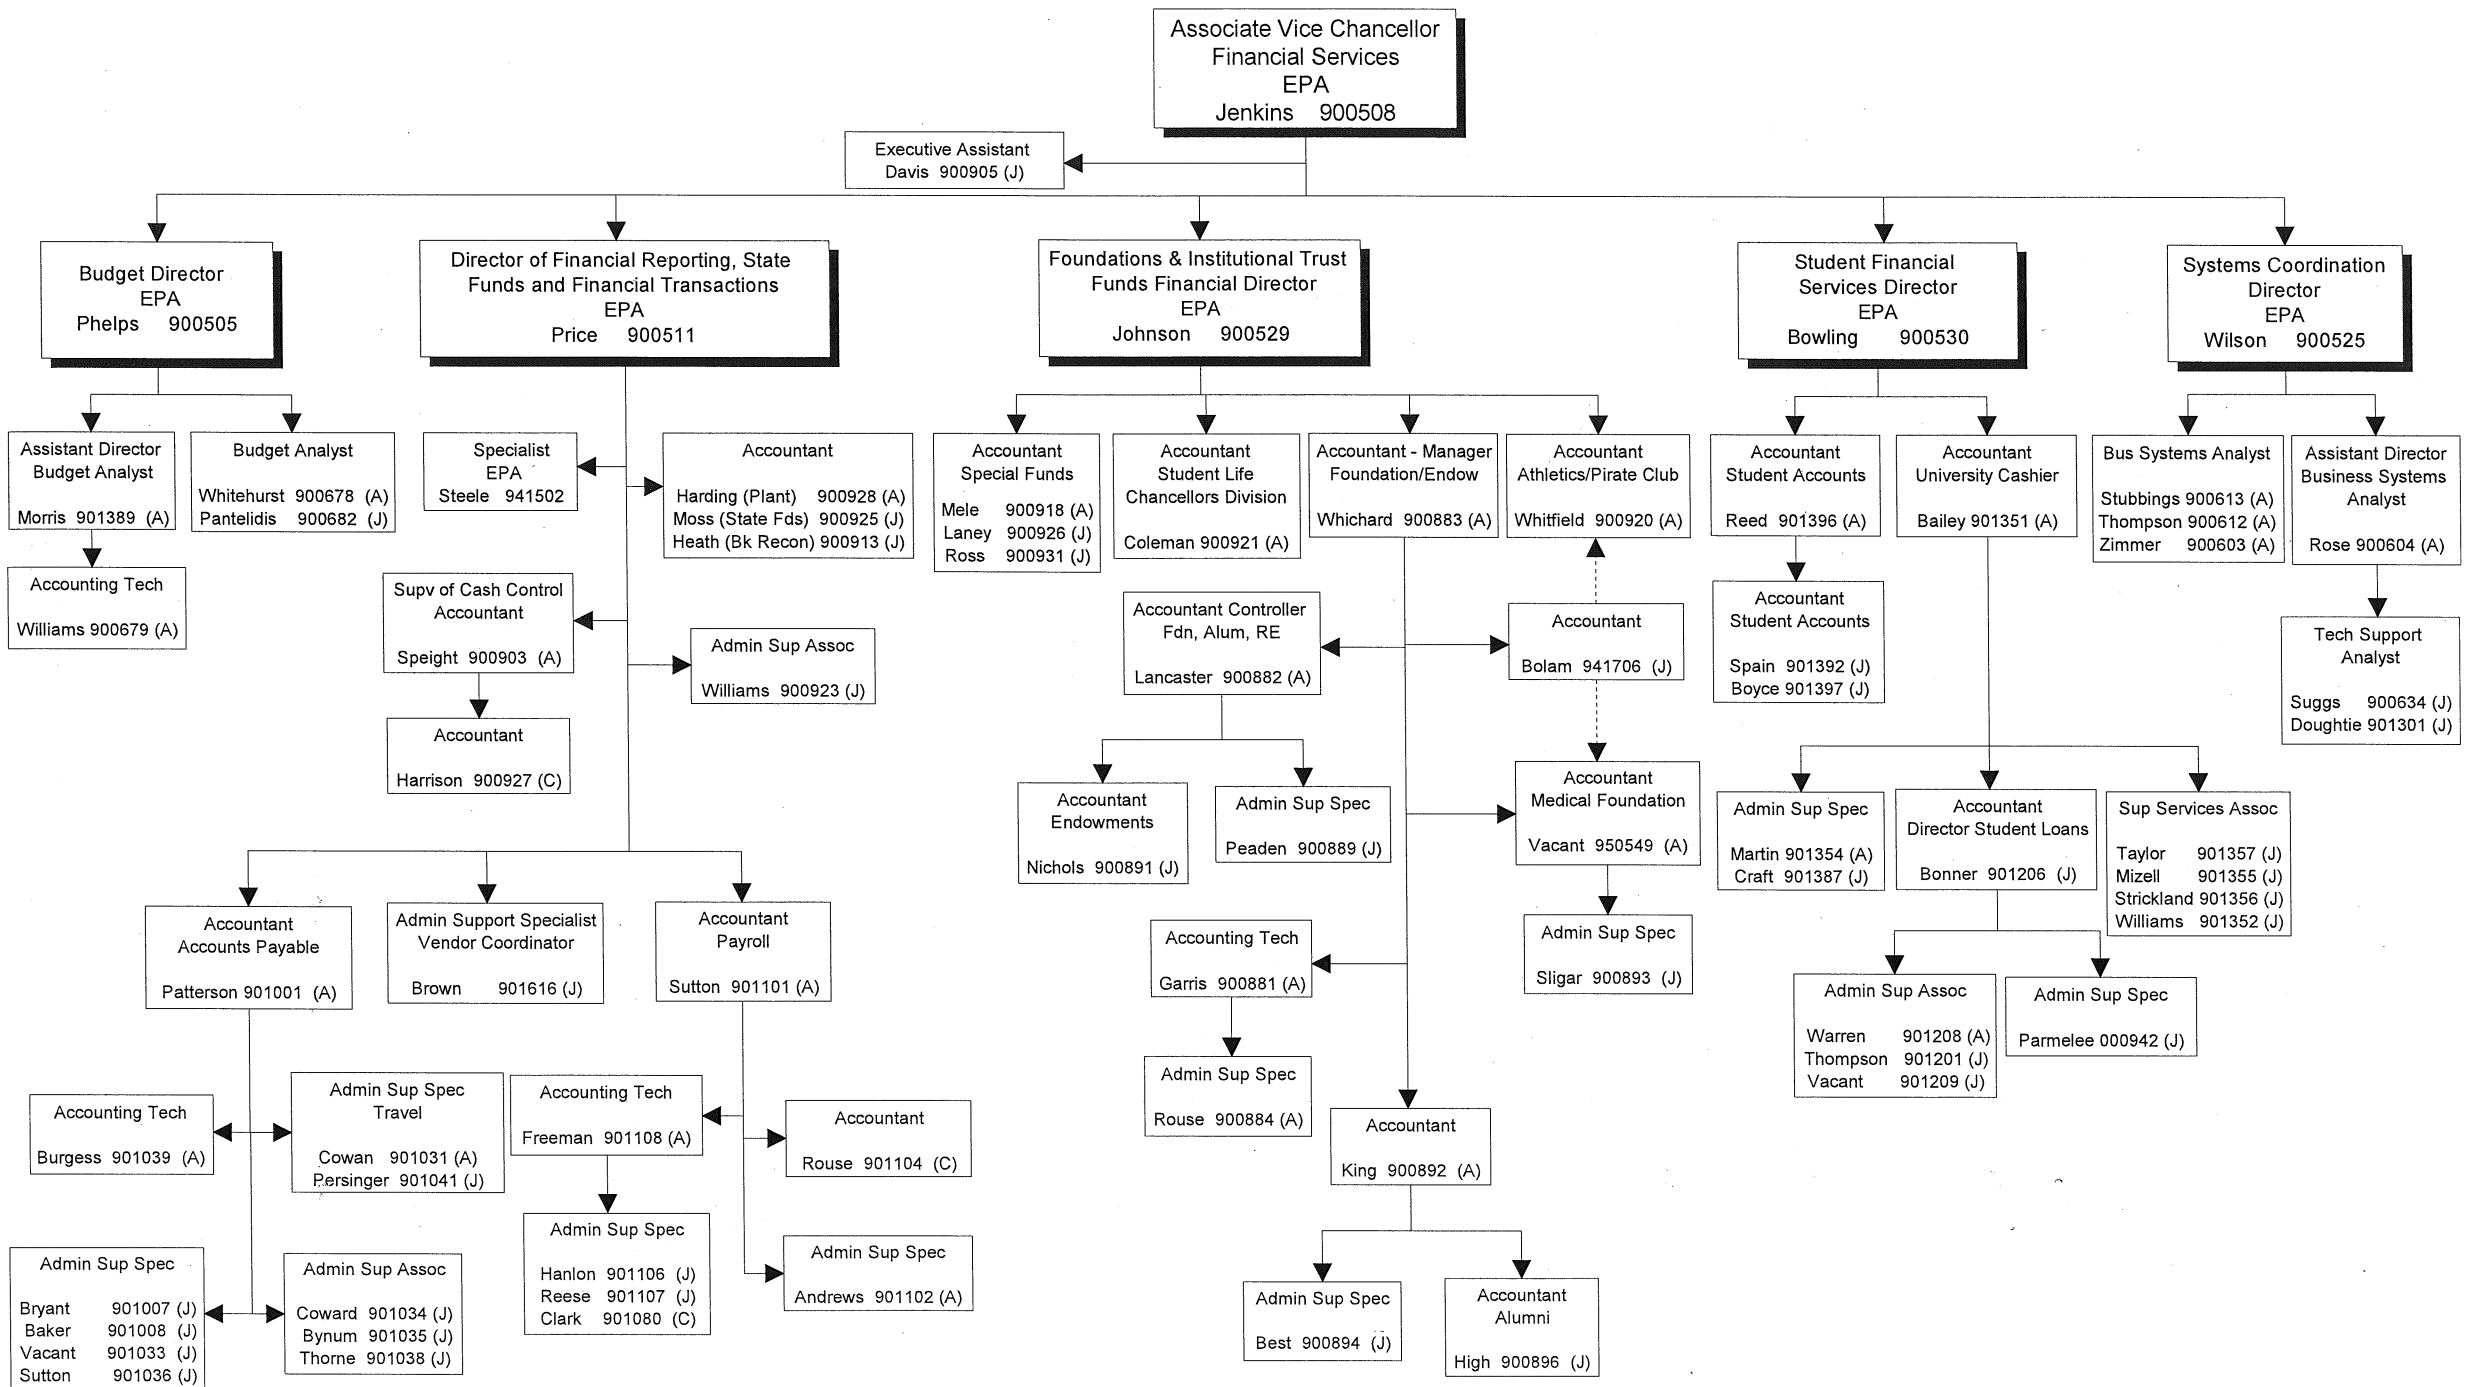 Associate Vice Chancellor
Financial Services
EPA
Jenkins 900508
Executive Assistant
Davis 900905 (J)
Budget Director
EPA
Phelps 900505
Director of Financial Reporting, State
Funds and Financial Transactions
EPA
Price 900511
Foundations & Institutional Trust
Funds Financial Director
EPA
Johnson 900529
Student Financial
Services Director
EPA
Bowling 900530
Systems Coordination
Director
EPA
Wilson 900525
Assistant Director
Budget Analyst
Morris 901389 (A)
Budget Analyst
Whitehurst 900678 (A)
Pantelidis 900682 (J)
Accounting Tech
Williams 900679 (A)
Specialist
EPA
Steele 941502
Accountant
Harding (Plant) 900928 (A)
Moss (State Fds) 900925 (J)
Heath (Bk Recon) 900913 (J)
Supv of Cash Control
Accountant
Speight 900903 (A)
Admin Sup Assoc
Williams 900923 (J)
Accountant
Harrison 900927 (C)
Accountant
Accounts Payable
Patterson 901001 (A)
Admin Support Specialist
Vendor Coordinator
Brown 901616 (J)
Accountant
Payroll
Sutton 901101 (A)
Accounting Tech
Burgess 901039 (A)
Admin Sup Spec
Travel
Cowan 901031 (A)
Persinger 901041 (J)
Admin Sup Spec
Bryant 901007 (J)
Baker 901008 (J)
Vacant 901033 (J)
Sutton 901036 (J)
Admin Sup Assoc
Coward 901034 (J)
Bynum 901035 (J)
Thorne 901038 (J)
Accounting Tech
Freeman 901108 (A)
Accountant
Rouse 901104 (C)
Admin Sup Spec
Hanlon 901106 (J)
Reese 901107 (J)
Clark 901080 (C)
Admin Sup Spec
Andrews 901102 (A)
Accountant
Special Funds
Mele 900918 (A)
Laney 900926 (J)
Ross 900931 (J)
Accountant
Student Life
Chancellors Division
Coleman 900921 (A)
Accountant - Manager
Foundation/Endow
Whichard 900883 (A)
Accountant
Athletics/Pirate Club
Whitfield 900920 (A)
Accountant Controller
Fdn, Alum, RE
Lancaster 900882 (A)
Accountant
Bolam 941706 (J)
Accountant
Endowments
Nichols 900891 (J)
Admin Sup Spec
Peaden 900889 (J)
Accountant
Medical Foundation
Vacant 950549 (A)
Admin Sup Spec
Sligar 900893 (J)
Accounting Tech
Garris 900881 (A)
Admin Sup Spec
Rouse 900884 (A)
Accountant
King 900892 (A)
Admin Sup Spec
Best 900894 (J)
Accountant
Alumni
High 900896 (J)
Accountant
Student Accounts
Reed 901396 (A)
Accountant
University Cashier
Bailey 901351 (A)
Accountant
Student Accounts
Spain 901392 (J)
Boyce 901397 (J)
Admin Sup Spec
Martin 901354 (A)
Craft 901387 (J)
Accountant
Director Student Loans
Bonner 901206 (J)
Sup Services Assoc
Taylor 901357 (J)
Mizell 901355 (J)
Strickland 901356 (J)
Williams 901352 (J)
Admin Sup Assoc
Warren 901208 (A)
Thompson 901201 (J)
Vacant 901209 (J)
Admin Sup Spec
Parmelee 000942 (J)
Bus Systems Analyst
Stubbings 900613 (A)
Thompson 900612 (A)
Zimmer 900603 (A)
Assistant Director
Business Systems
Analyst
Rose 900604 (A)
Tech Support
Analyst
Suggs 900634 (J)
Doughtie 901301 (J)